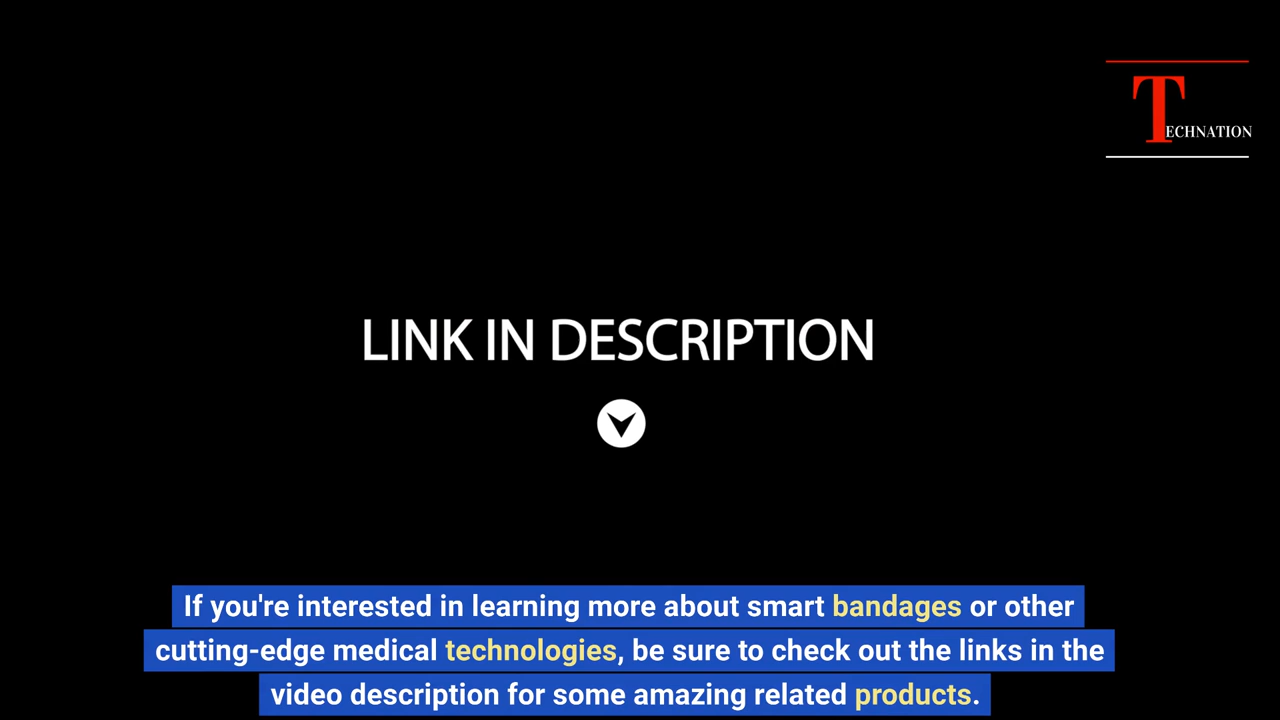 TECHNATION
LINK IN DESCRIPTION
If you're interested in learning more about smart bandages or other
cutting-edge medical technologies, be sure to check out the links in the
video description for some amazing related products.